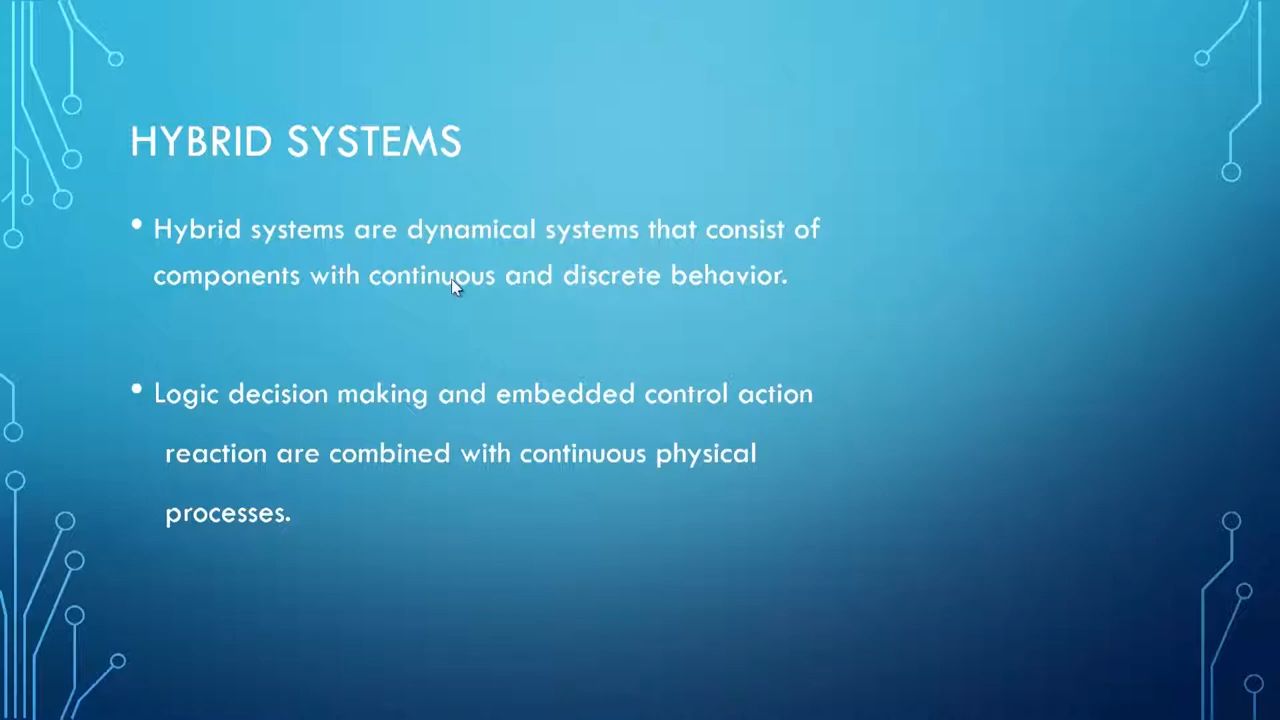 HYBRID SYSTEMS
• Hybrid systems are dynamical systems that consist of
components with continuous and discrete behavior.
• Logic decision making and embedded control action
reaction are combined with continuous physical
processes.